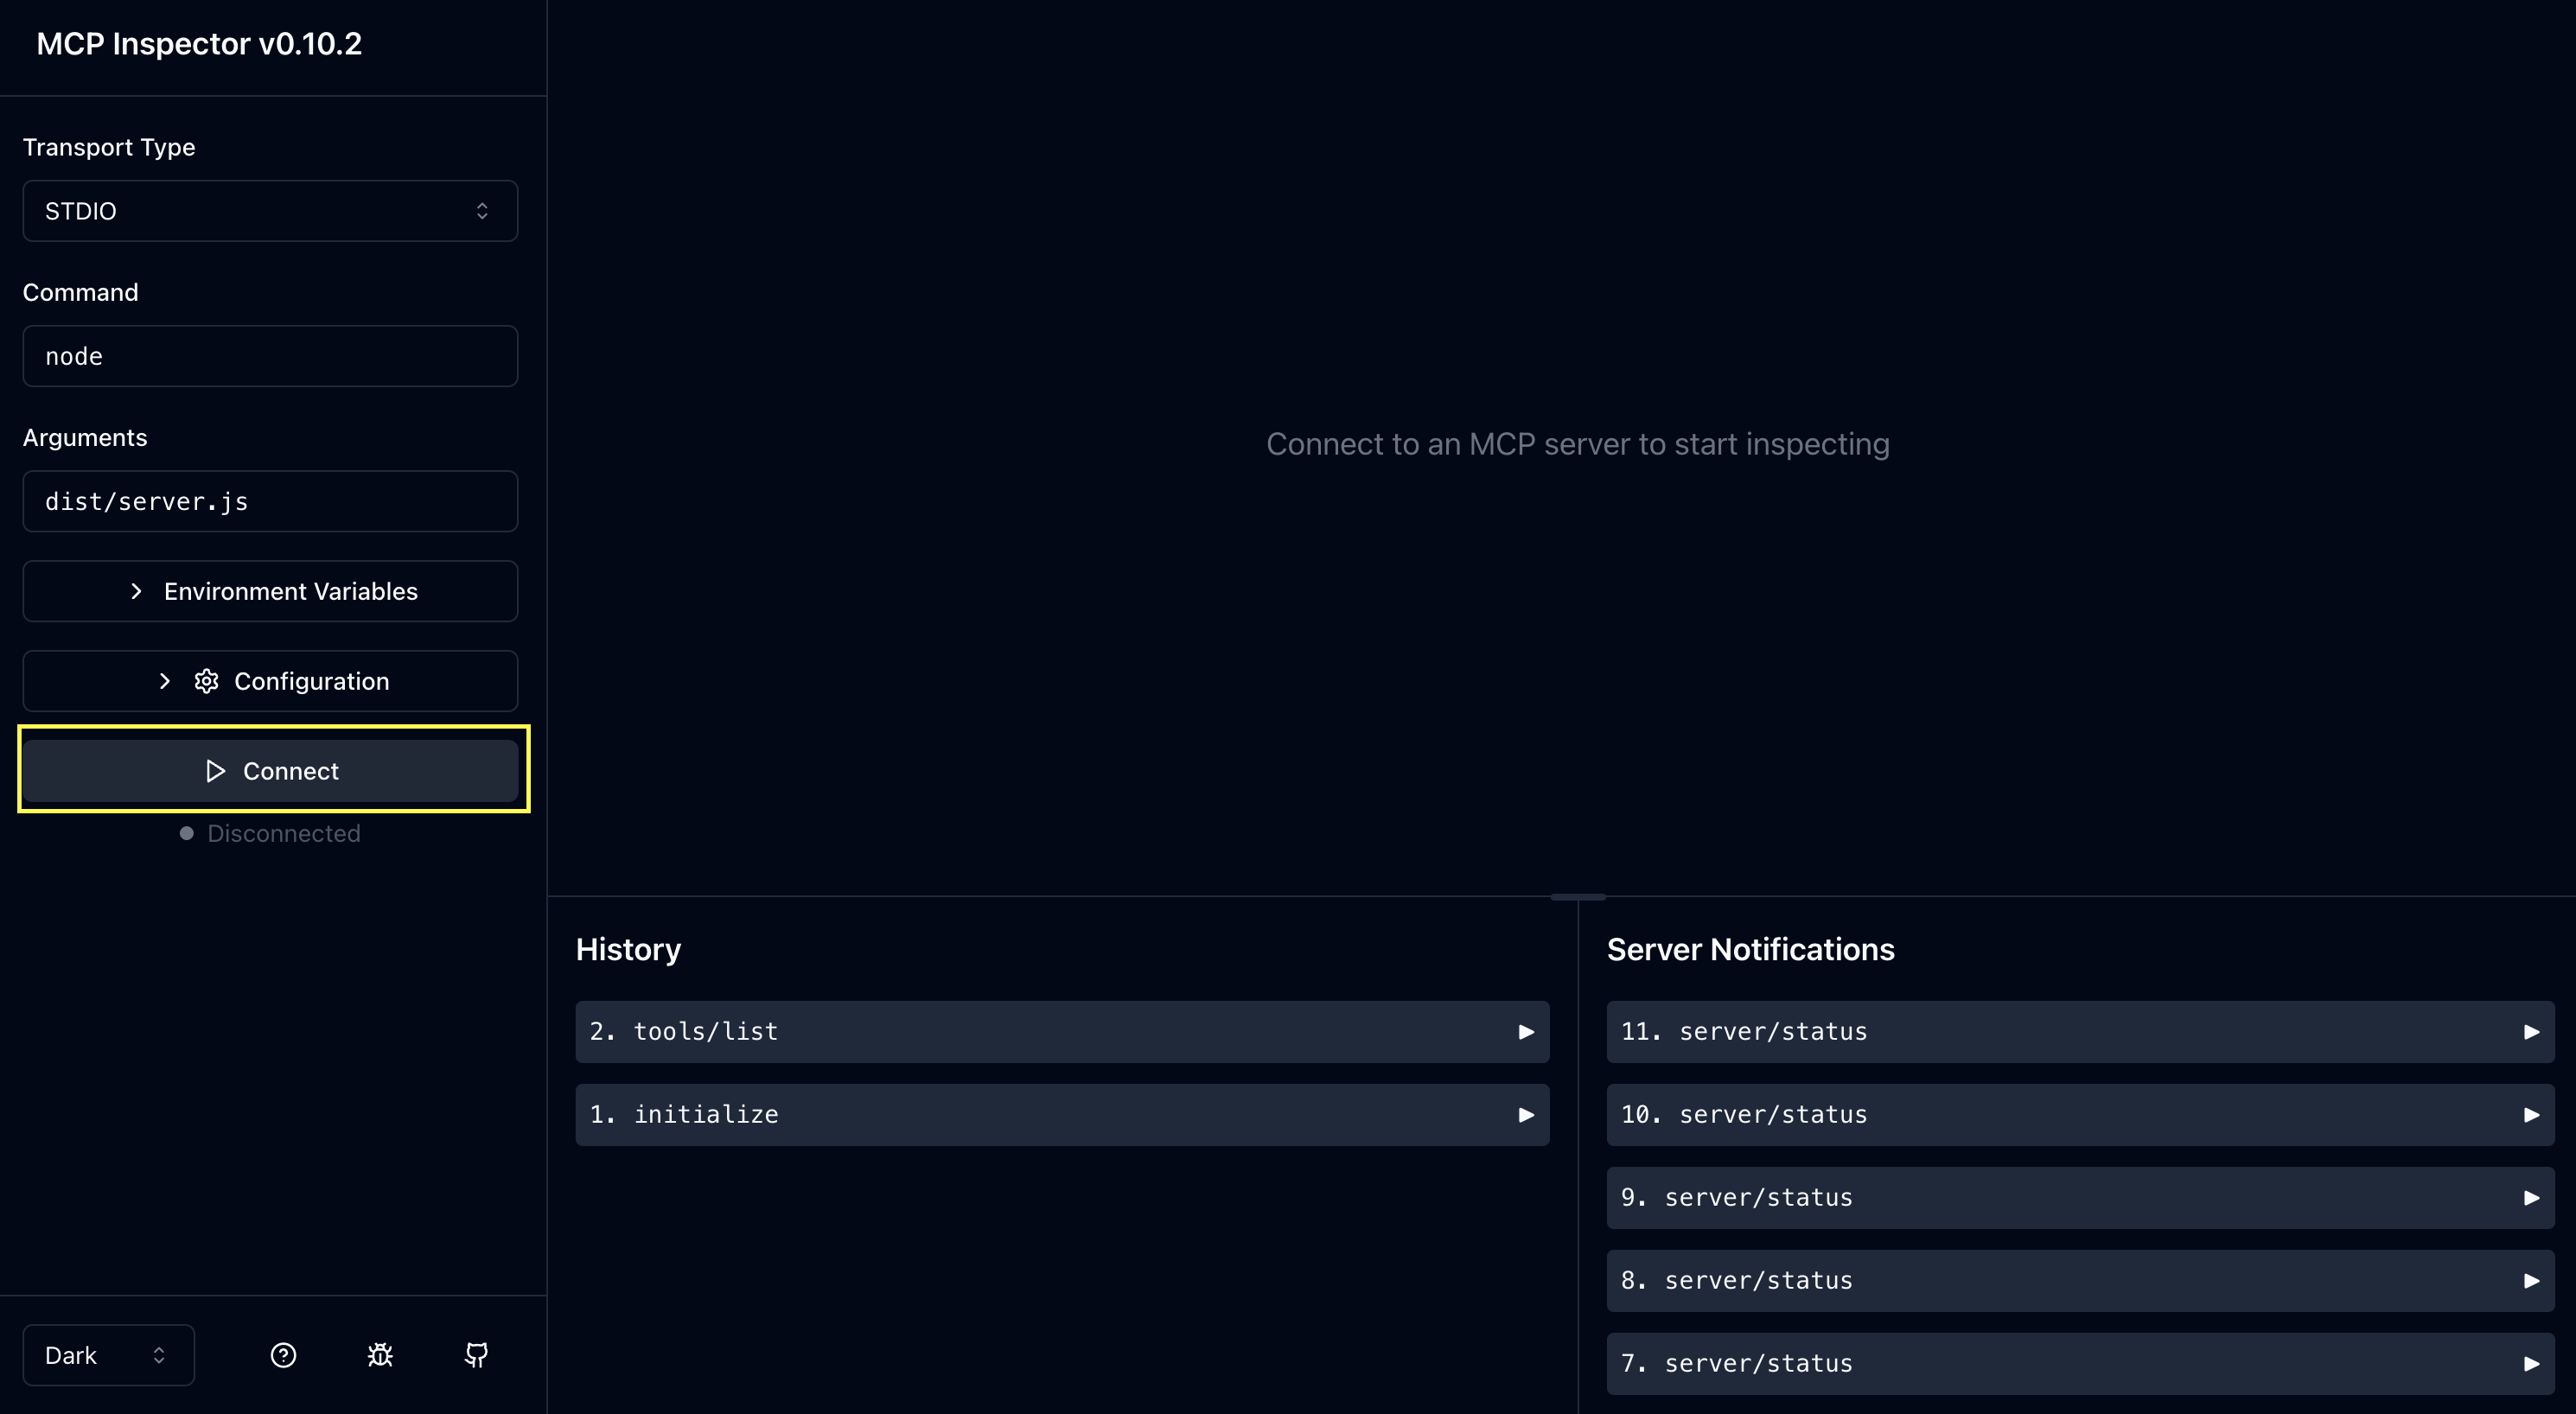 MCP Inspector v0.10.2
Transport Type
STDIO
Command
node
Arguments
dist/server.js
Environment Variables
Configuration
Connect
Disconnected
Dark
Connect to an MCP server to start inspecting
History
2. tools/list
1. initialize
Server Notifications
11. server/status
10. server/status
9. server/status
8. server/status
7. server/status